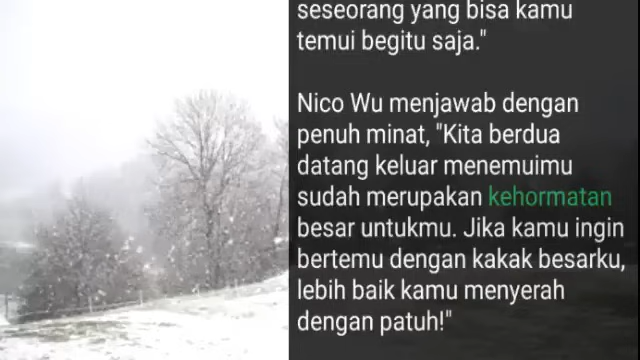 seseorang yang bisa kamu
temui begitu saja."
Nico Wu menjawab dengan
penuh minat, "Kita berdua
datang keluar menemuimu
sudah merupakan kehormatan
besar untukmu. Jika kamu ingin
bertemu dengan kakak besarku,
lebih baik kamu menyerah
dengan patuh!"